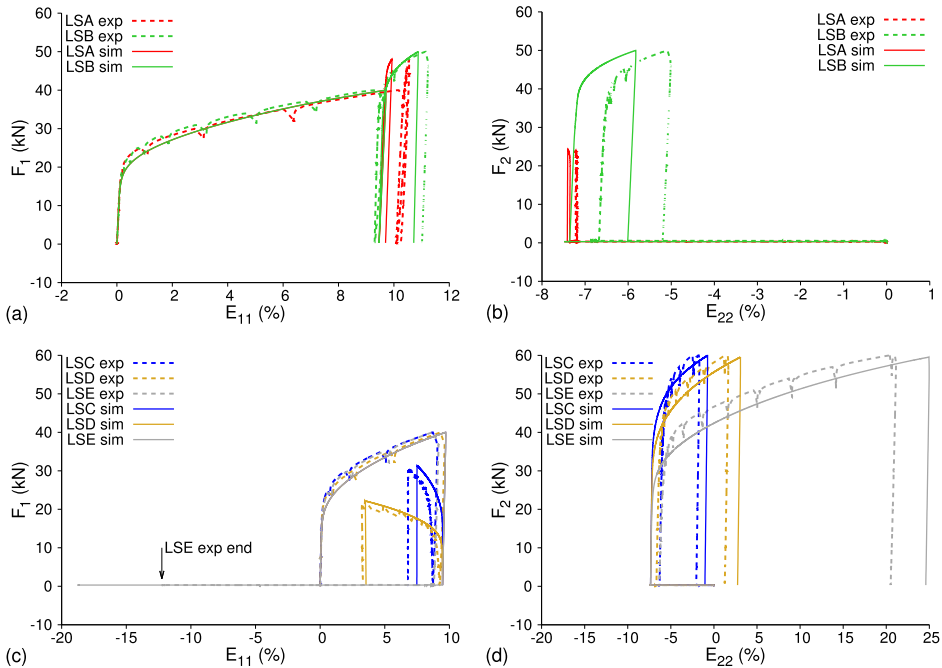 LSA exp
LSB exp
LSA sim
LSB sim
60
50
40
30
20
10
0
-10
F1 (kN)
-2 0 2 4 6 8 10 12
E11 (%)
(a)
LSA exp
LSB exp
LSA sim
LSB sim
60
50
40
30
20
10
0
-10
F2 (kN)
-8 -7 -6 -5 -4 -3 -2 -1 0 1
E22 (%)
(b)
LSC exp
LSD exp
LSE exp
LSC sim
LSD sim
LSE sim
60
50
40
30
20
10
0
-10
F1 (kN)
LSE exp end
-20 -15 -10 -5 0 5 10
E11 (%)
(c)
LSC exp
LSD exp
LSE exp
LSC sim
LSD sim
LSE sim
60
50
40
30
20
10
0
-10
F2 (kN)
-20 -15 -10 -5 0 5 10 15 20 25
E22 (%)
(d)